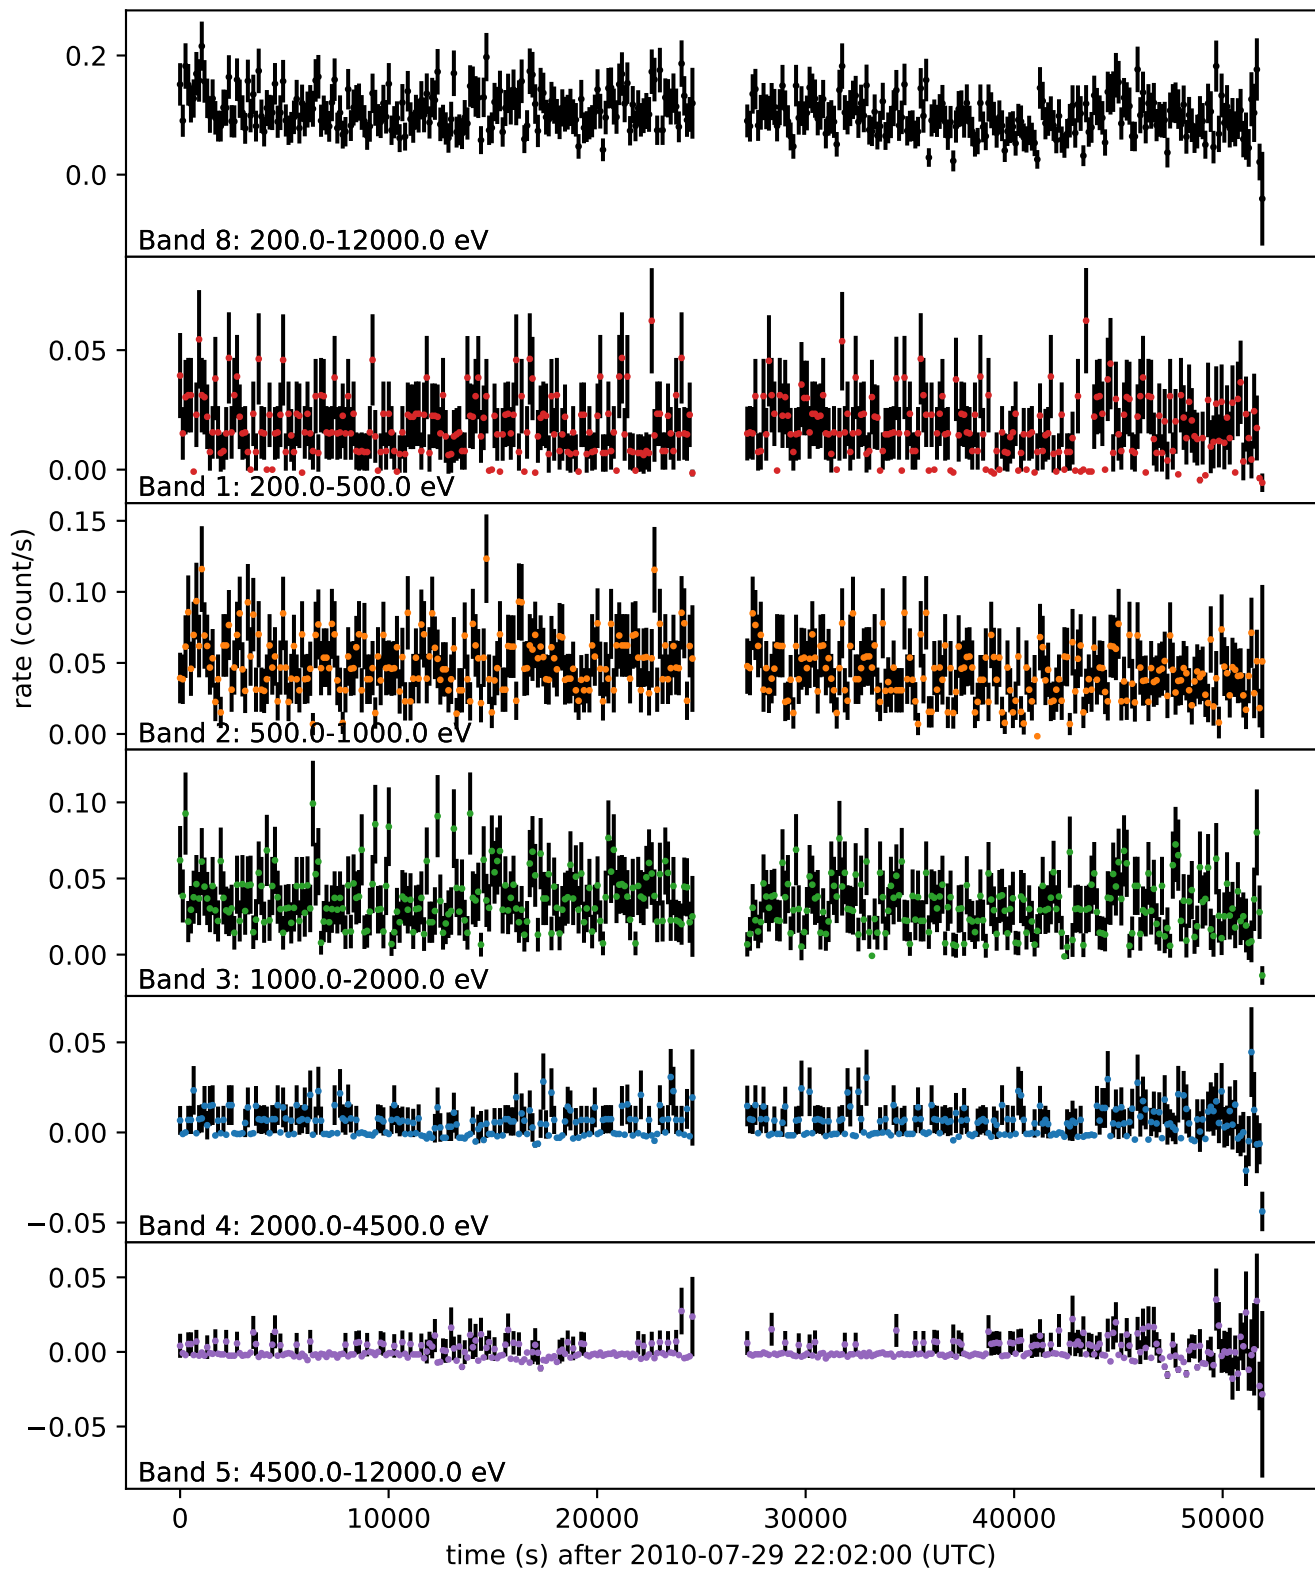 0.2
0.0
Band 8: 200.0-12000.0 eV
0.05
0.00
Band 1: 200.0-500.0 eV
rate (count/s)
0.15
0.10
0.05
0.00
Band 2: 500.0-1000.0 eV
0.10
0.05
0.00
Band 3: 1000.0-2000.0 eV
0.05
0.00
−0.05
Band 4: 2000.0-4500.0 eV
0.05
0.00
−0.05
Band 5: 4500.0-12000.0 eV
0 10000 20000 30000 40000 50000
time (s) after 2010-07-29 22:02:00 (UTC)